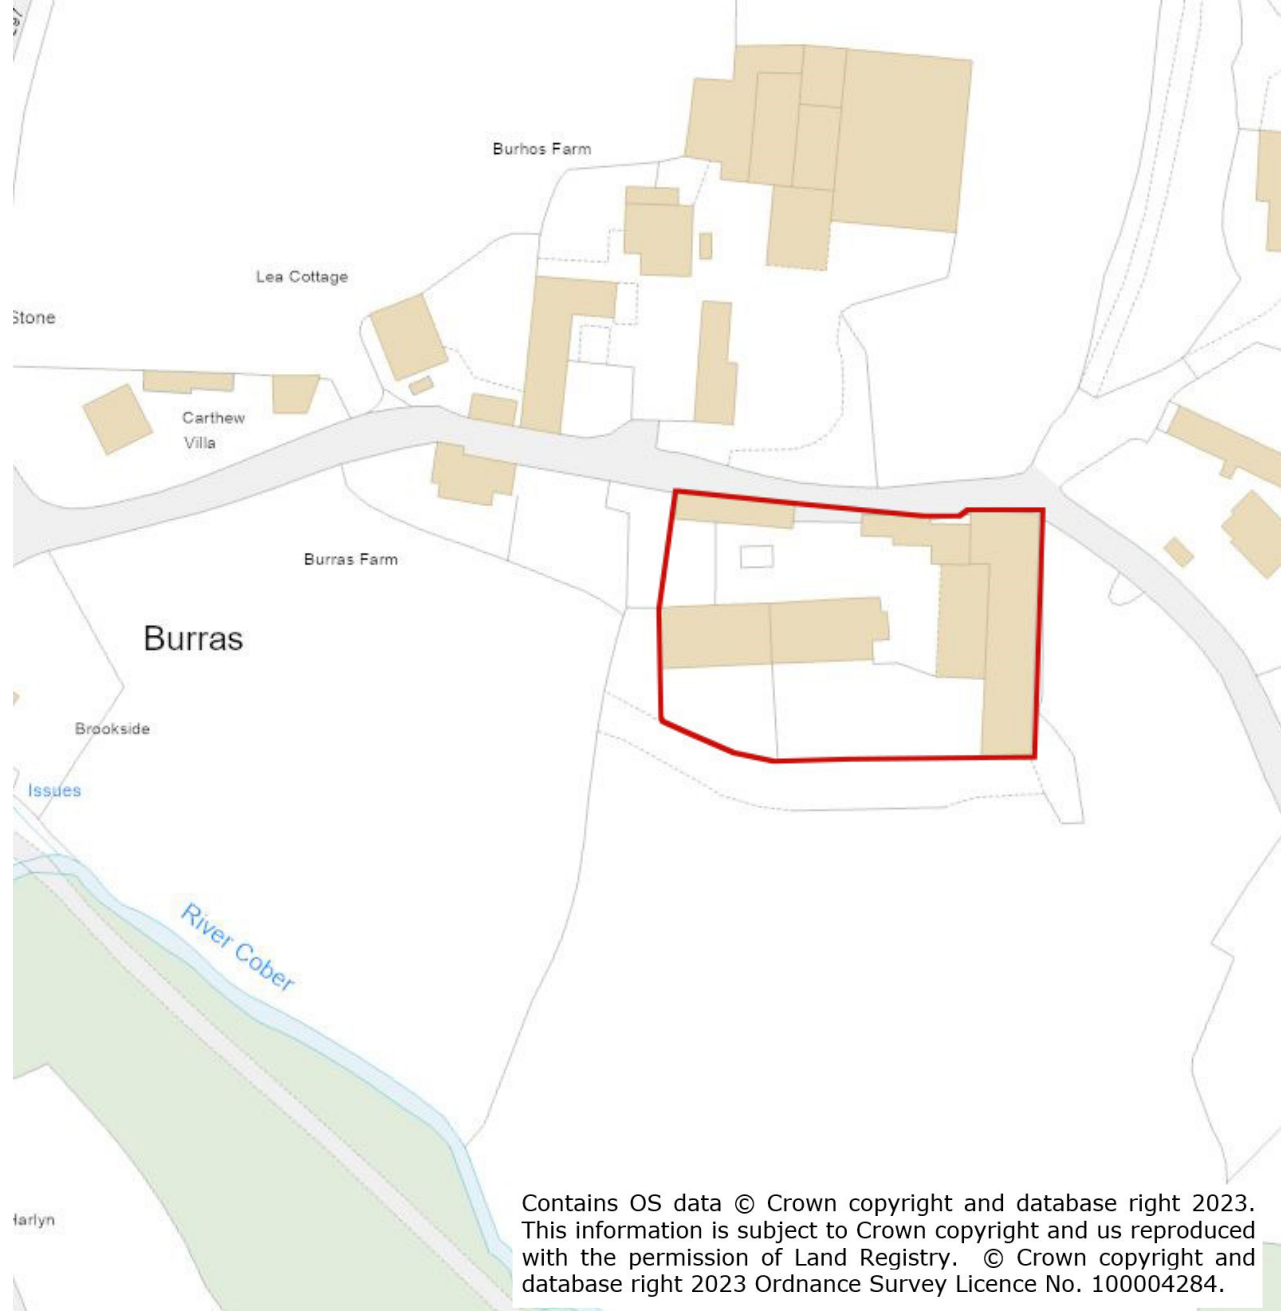 Burhos Farm
Lea Cottage
Stone
Carthew
Villa
Burras Farm
Burras
Brookside
Issues
River Cober
Harlyn
Contains OS data © Crown copyright and database right 2023.
This information is subject to Crown copyright and us reproduced
with the permission of Land Registry. © Crown copyright and
database right 2023 Ordnance Survey Licence No. 100004284.